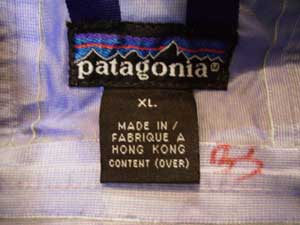 patagonia®
XL
MADE IN /
FABRIQUE A
HONG KONG
CONTENT (OVER)